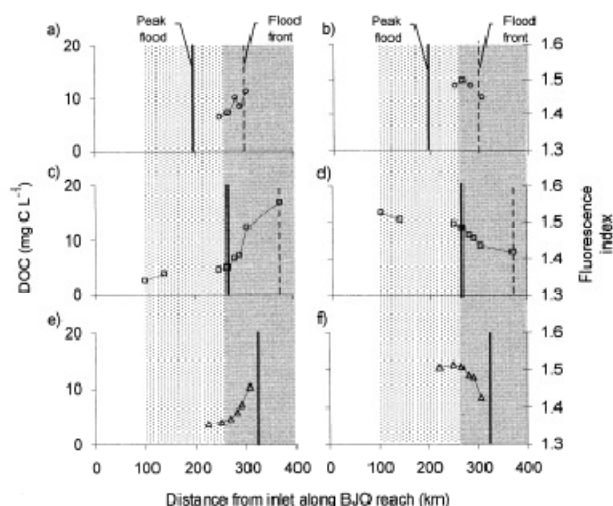 Peak flood
Flood front
Peak flood
Flood front
a)
20
10
0
b)
1.6
1.5
1.4
1.3
c)
20
10
0
d)
1.6
1.5
1.4
1.3
e)
20
10
0
f)
1.6
1.5
1.4
1.3
DOC (mg C L⁻¹)
Fluorescence index
0 100 200 300 400
0 100 200 300 400
Distance from inlet along BJQ reach (km)